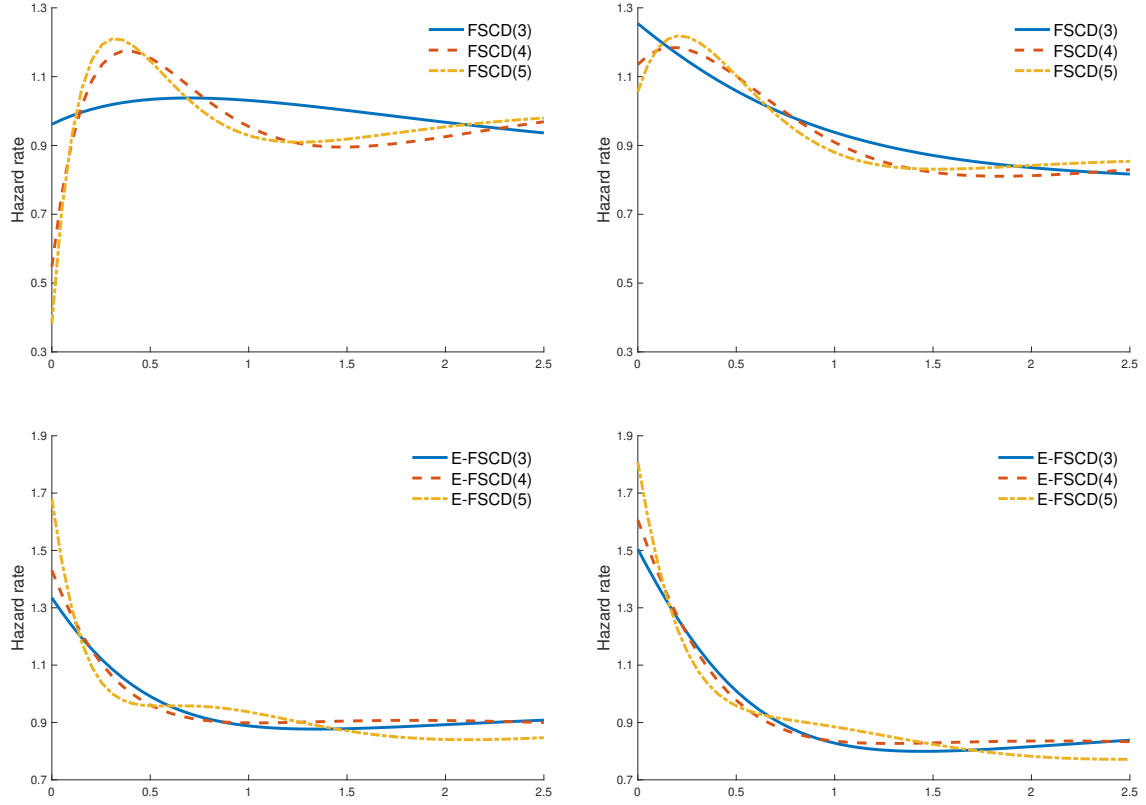 1.3
1.1
0.9
0.7
0.5
0.3
Hazard rate
0 0.5 1 1.5 2 2.5
FSCD(3)
FSCD(4)
FSCD(5)
1.3
1.1
0.9
0.7
0.5
0.3
Hazard rate
0 0.5 1 1.5 2 2.5
FSCD(3)
FSCD(4)
FSCD(5)
1.9
1.7
1.5
1.3
1.1
0.9
0.7
Hazard rate
0 0.5 1 1.5 2 2.5
E-FSCD(3)
E-FSCD(4)
E-FSCD(5)
1.9
1.7
1.5
1.3
1.1
0.9
0.7
Hazard rate
0 0.5 1 1.5 2 2.5
E-FSCD(3)
E-FSCD(4)
E-FSCD(5)